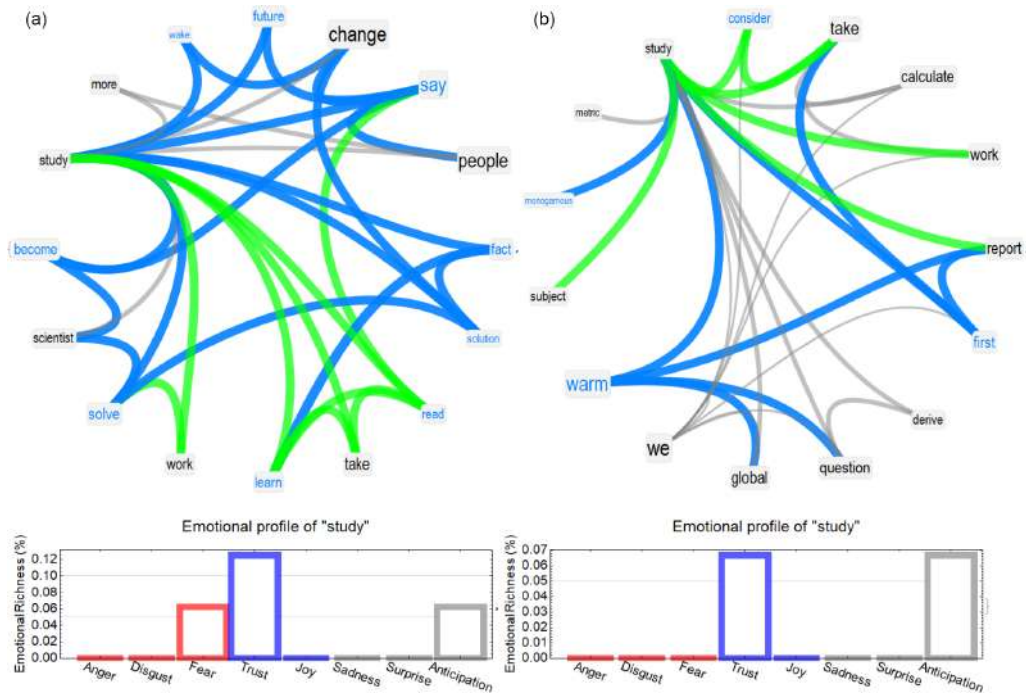 (a)
future
wake
change
more
say
study
people
become
fact
scientist
solution
solve
read
work
take
learn
(b)
consider
take
study
calculate
metric
work
monogamous
report
subject
first
warm
derive
we
question
global
Emotional profile of "study"
Emotional Richness (%)
0.12
0.10
0.08
0.06
0.04
0.02
0.00
Anger
Disgust
Fear
Trust
Joy
Sadness
Surprise
Anticipation
Emotional profile of "study"
Emotional Richness (%)
0.07
0.06
0.05
0.04
0.03
0.02
0.01
0.00
Anger
Disgust
Fear
Trust
Joy
Sadness
Surprise
Anticipation